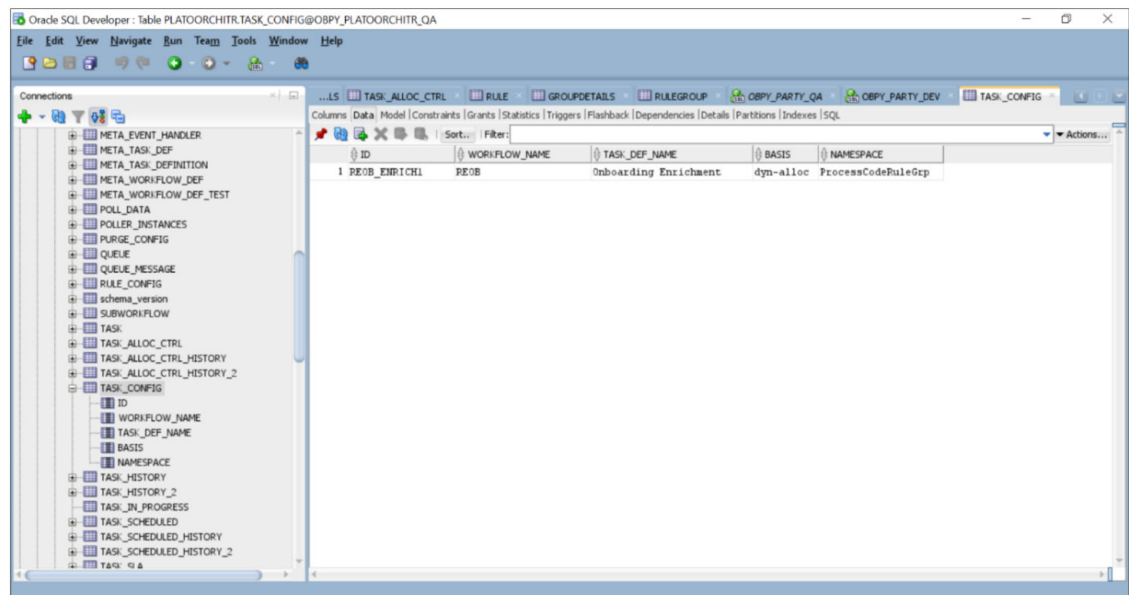 Oracle SQL Developer : Table PLATOORCHITR.TASK_CONFIG@OBPY_PLATOORCHITR_QA
File Edit View Navigate Run Team Tools Window Help
Connections
...LS TASK_ALLOC_CTRL RULE GROUPDETAILS RULEGROUP OBPY_PARTY_QA OBPY_PARTY_DEV TASK_CONFIG
Columns Data Model Constraints Grants Statistics Triggers Flashback Dependencies Details Partitions Indexes SQL
Sort.. Filter: Actions...
ID WORKFLOW_NAME TASK_DEF_NAME BASIS NAMESPACE
1 REOB_ENRICH1 REOB Onboarding Enrichment dyn-alloc ProcessCodeRuleGrp
META_EVENT_HANDLER
META_TASK_DEF
META_TASK_DEFINITION
META_WORKFLOW_DEF
META_WORKFLOW_DEF_TEST
POLL_DATA
POLLER_INSTANCES
PURGE_CONFIG
QUEUE
QUEUE_MESSAGE
RULE_CONFIG
schema_version
SUBWORKFLOW
TASK
TASK_ALLOC_CTRL
TASK_ALLOC_CTRL_HISTORY
TASK_ALLOC_CTRL_HISTORY_2
TASK_CONFIG
ID
WORKFLOW_NAME
TASK_DEF_NAME
BASIS
NAMESPACE
TASK_HISTORY
TASK_HISTORY_2
TASK_IN_PROGRESS
TASK_SCHEDULED
TASK_SCHEDULED_HISTORY
TASK_SCHEDULED_HISTORY_2
TASK_SLA